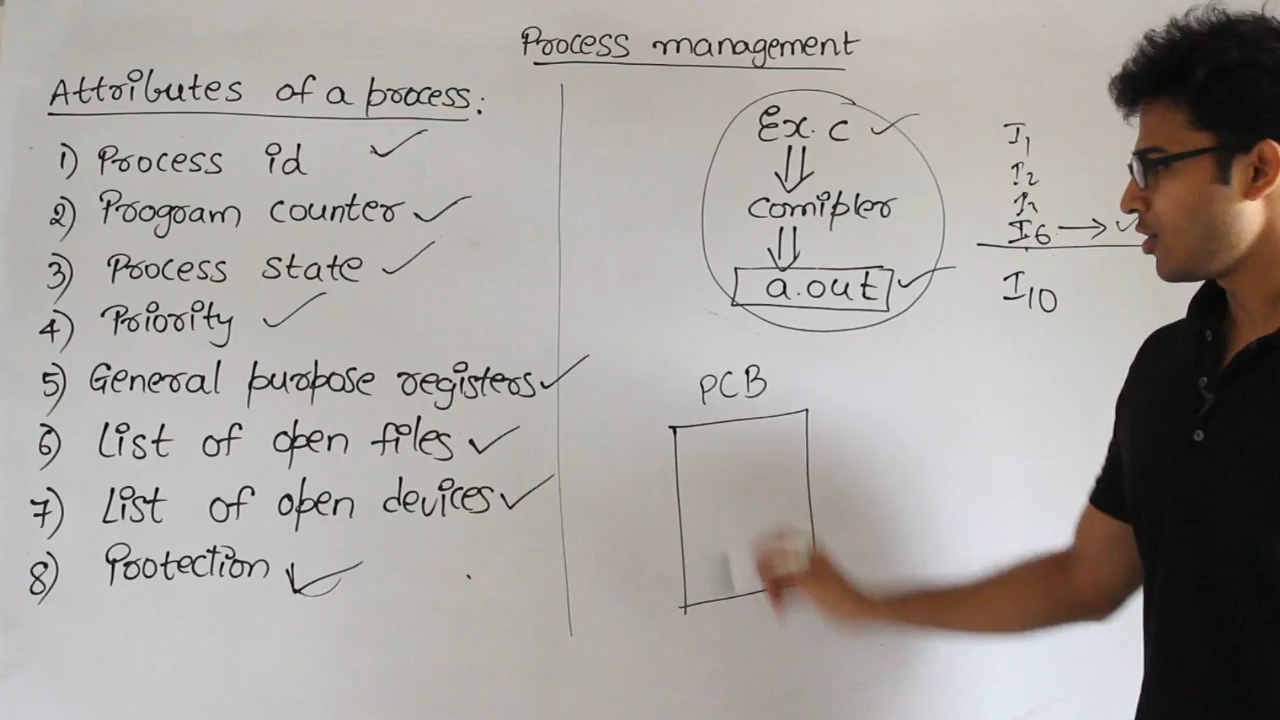 Process management
Attributes of a process:
1) Process id
2) Program counter
3) Process state
4) Priority
5) General purpose registers
6) List of open files
7) List of open devices
8) Protection
Ex.c
comipler
a.out
I1
I2
I6
I10
PCB